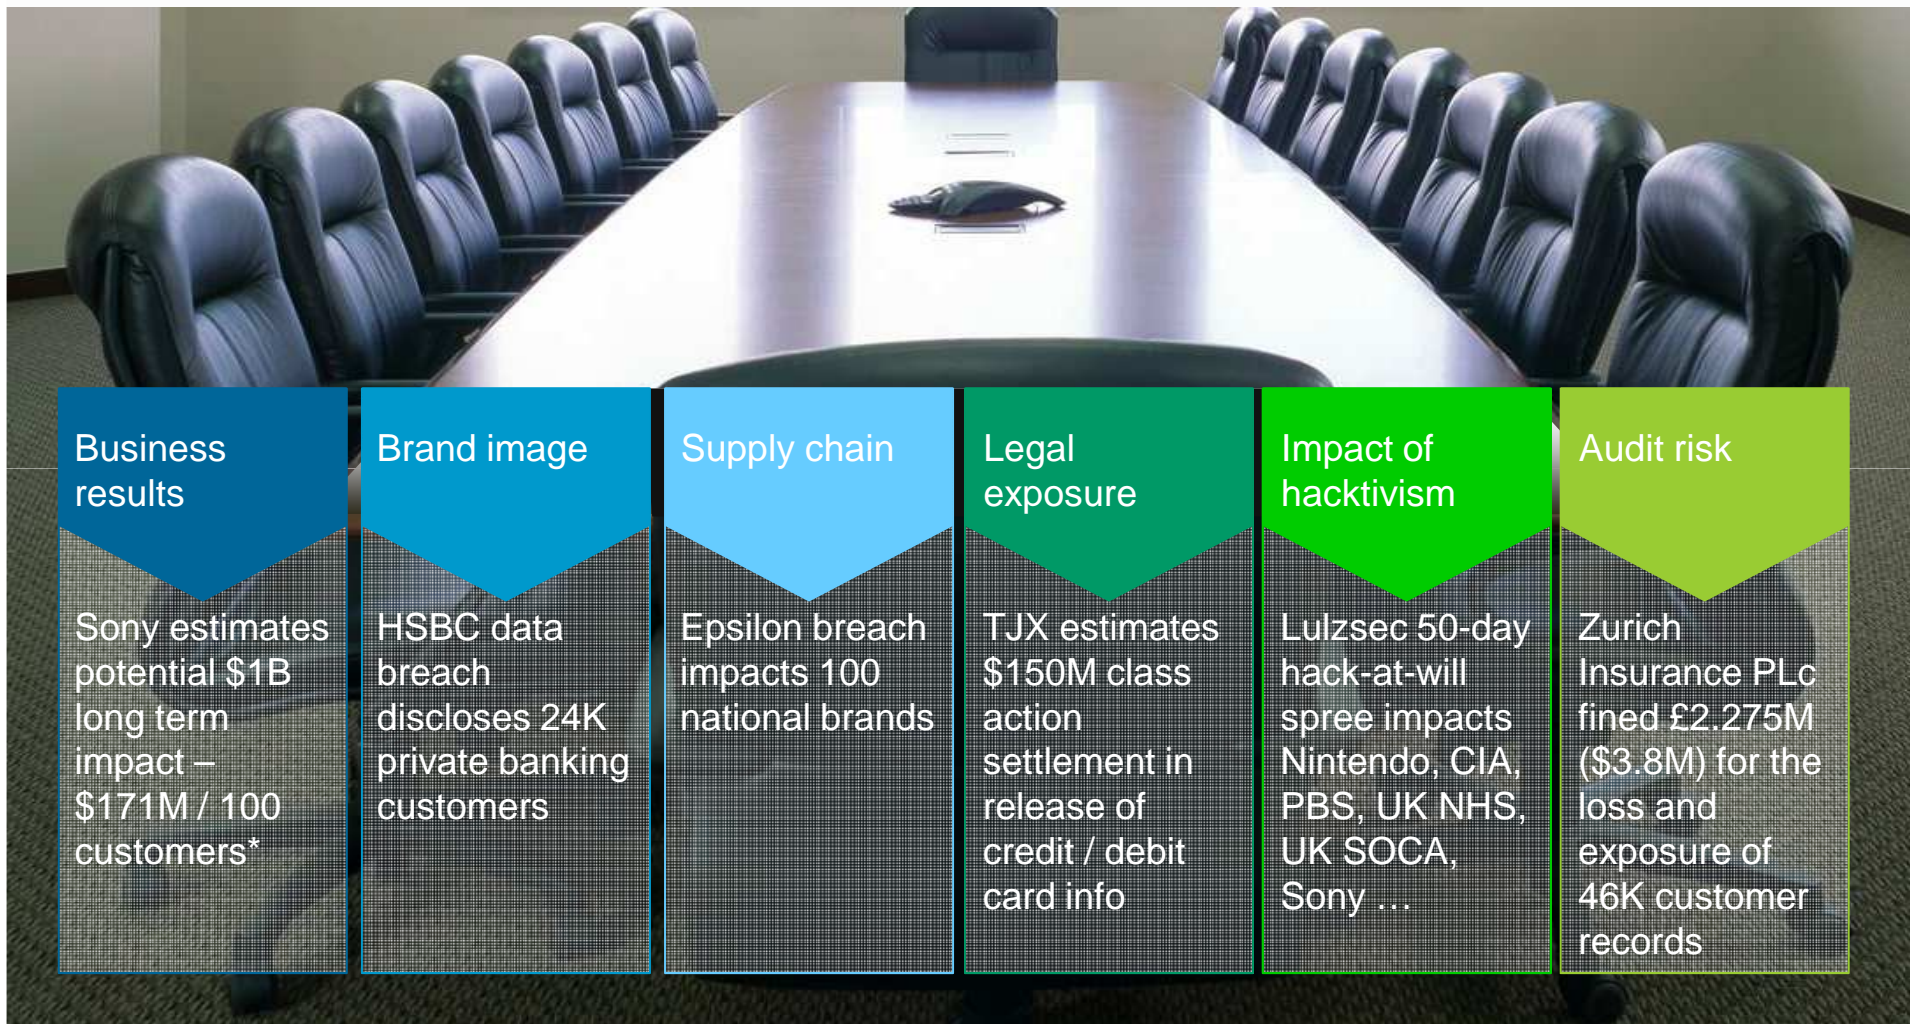 Business
results
Brand image
Supply chain
Legal
exposure
Impact of
hacktivism
Audit risk
Sony estimates
potential $1B
long term
impact –
$171M / 100
customers*
HSBC data
breach
discloses 24K
private banking
customers
Epsilon breach
impacts 100
national brands
TJX estimates
$150M class
action
settlement in
release of
credit / debit
card info
Lulzsec 50-day
hack-at-will
spree impacts
Nintendo, CIA,
PBS, UK NHS,
UK SOCA,
Sony …
Zurich
Insurance PLc
fined £2.275M
($3.8M) for the
loss and
exposure of
46K customer
records